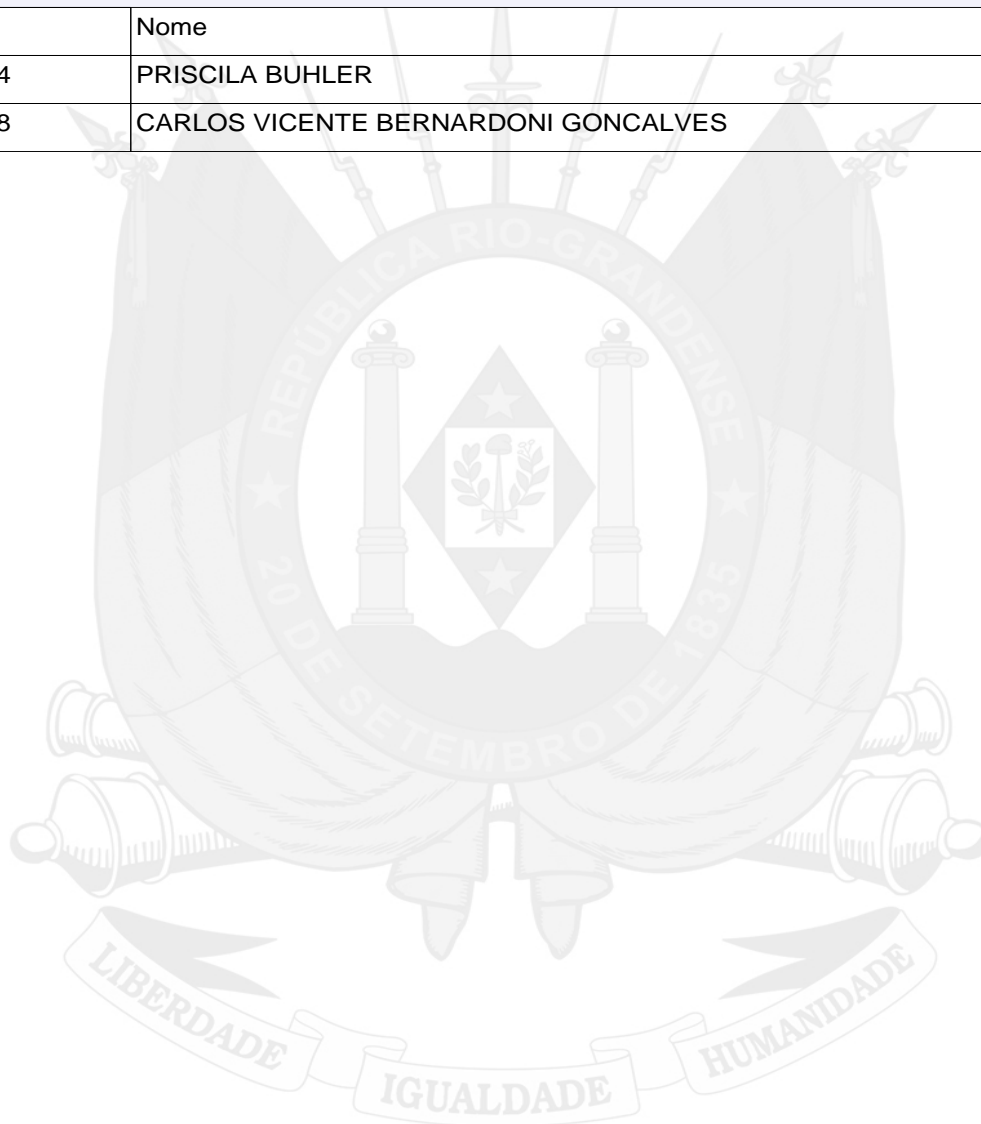 Nome
4 PRISCILA BUHLER
8 CARLOS VICENTE BERNARDONI GONCALVES
REPÚBLICA RIO-GRANDENSE
★ 20 DE SETEMBRO DE 1835 ★
LIBERDADE IGUALDADE HUMANIDADE